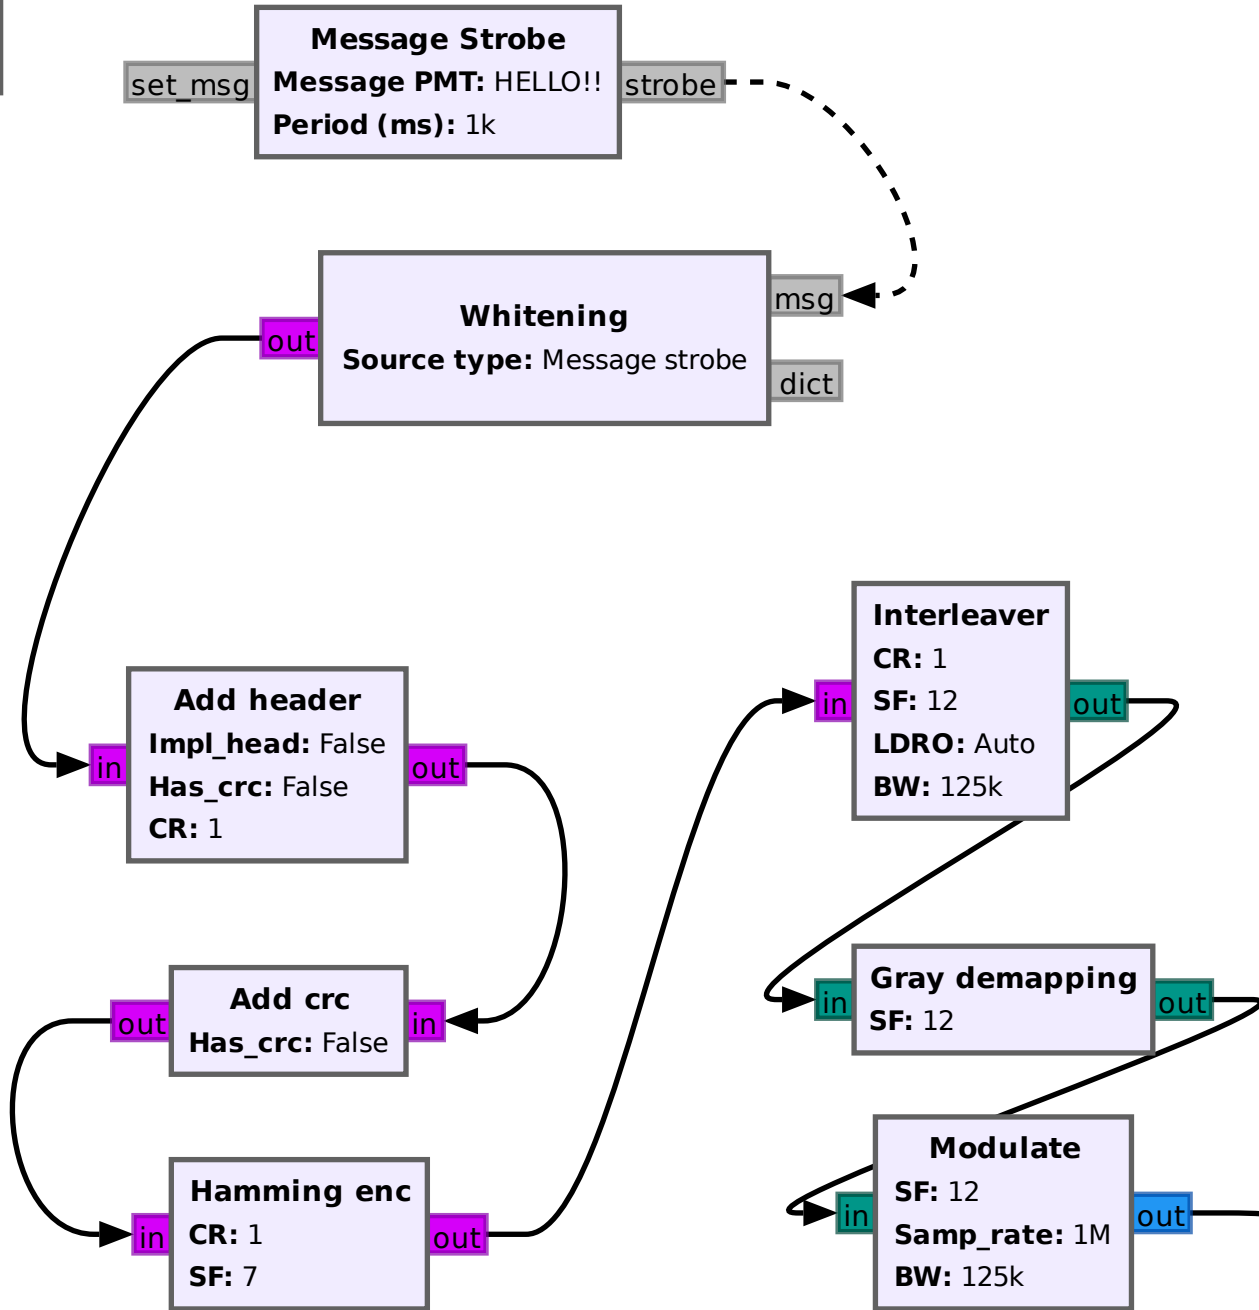 Message Strobe
set_msg
Message PMT: HELLO!!
strobe
Period (ms): 1k
msg
Whitening
out
Source type: Message strobe
dict
Add header
in
Impl_head: False
out
Has_crc: False
CR: 1
Add crc
out
in
Has_crc: False
Hamming enc
in
CR: 1
out
SF: 7
Interleaver
CR: 1
in
SF: 12
out
LDRO: Auto
BW: 125k
Gray demapping
in
SF: 12
out
Modulate
SF: 12
in
Samp_rate: 1M
out
BW: 125k